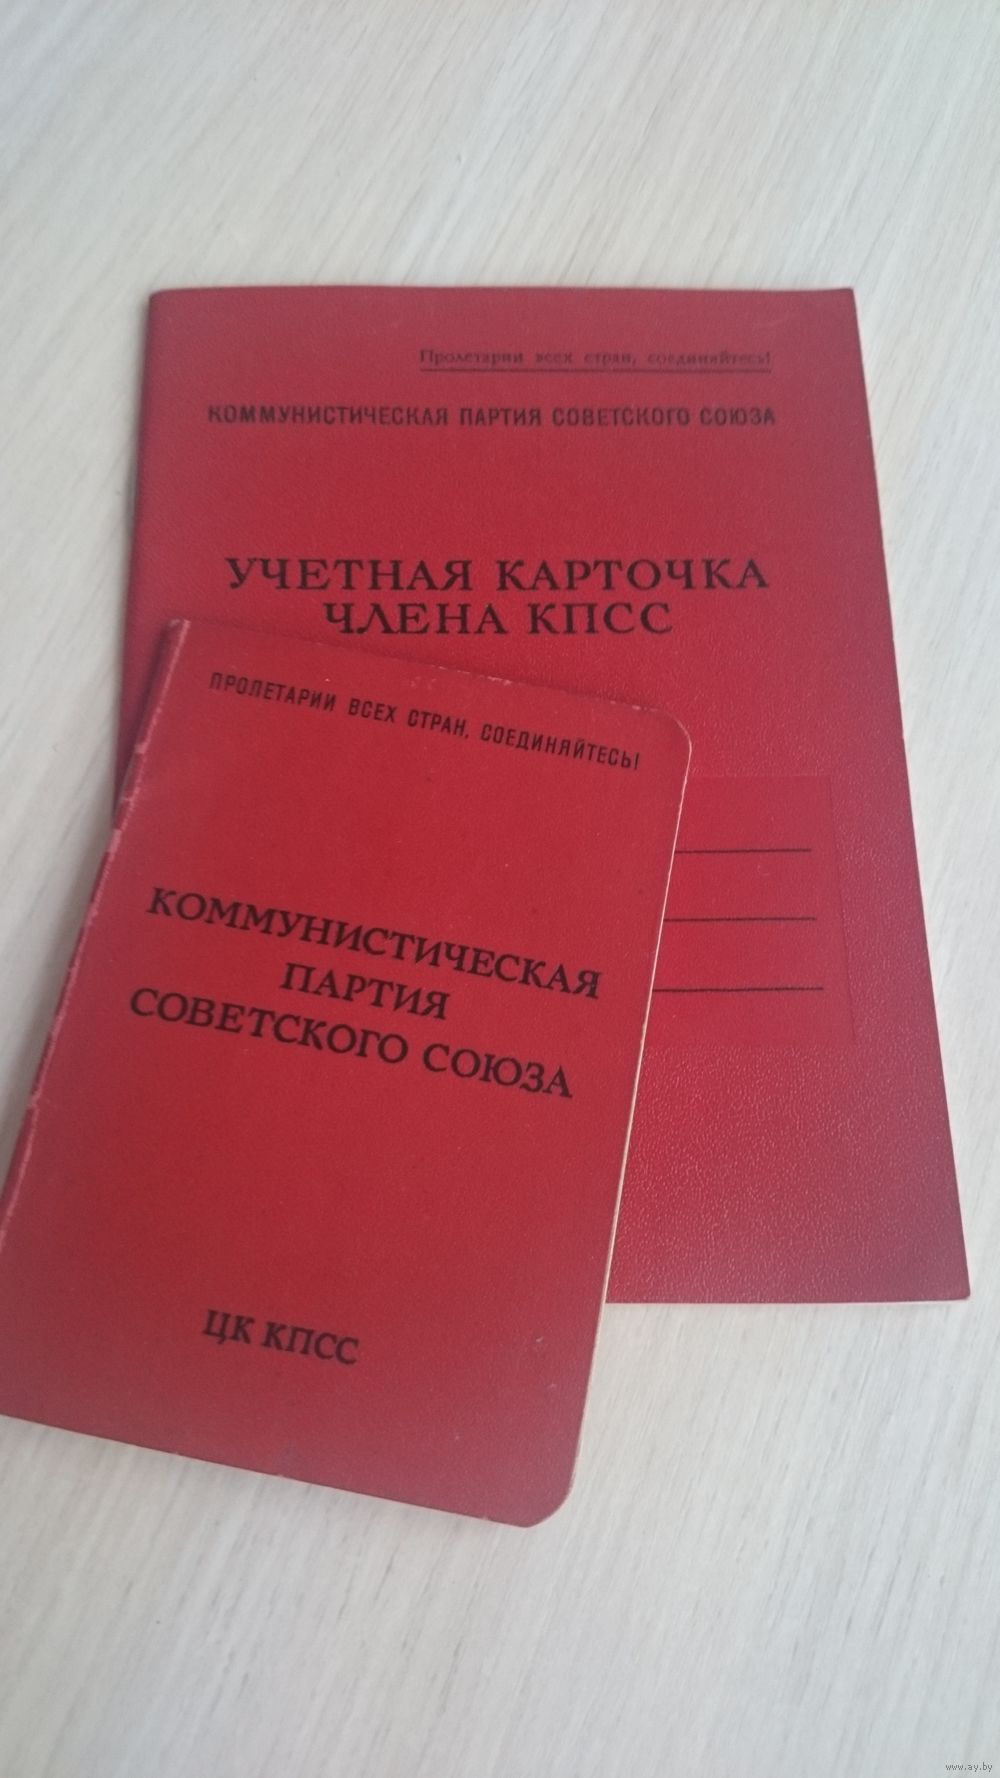 Пролетарии всех стран, соединяйтесь!
КОММУНИСТИЧЕСКАЯ ПАРТИЯ СОВЕТСКОГО СОЮЗА
УЧЕТНАЯ КАРТОЧКА
ЧЛЕНА КПСС
ПРОЛЕТАРИИ ВСЕХ СТРАН, СОЕДИНЯЙТЕСЬ!
КОММУНИСТИЧЕСКАЯ
ПАРТИЯ
СОВЕТСКОГО СОЮЗА
ЦК КПСС
www.ay.by